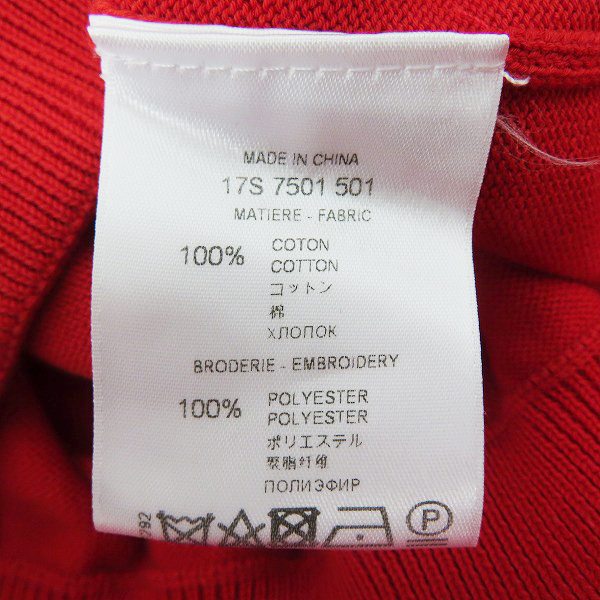 MADE IN CHINA
17S 7501 501
MATIERE - FABRIC
100% COTON
COTTON
コットン
棉
ХЛОПОК
BRODERIE - EMBROIDERY
100% POLYESTER
POLYESTER
ポリエステル
聚脂纤维
ПОЛИЭФИР
P